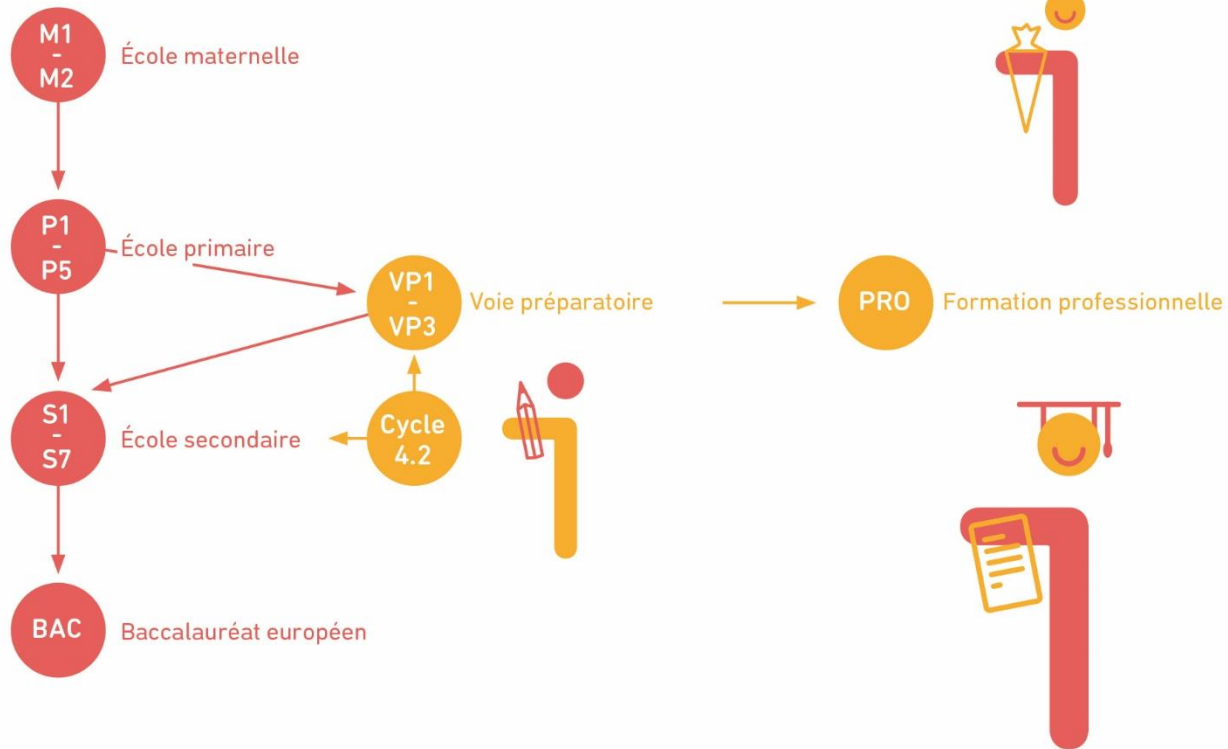 M1
-
M2
École maternelle
P1
-
P5
École primaire
VP1
-
VP3
Voie préparatoire
PRO
Formation professionnelle
S1
-
S7
École secondaire
Cycle
4.2
BAC
Baccalauréat européen